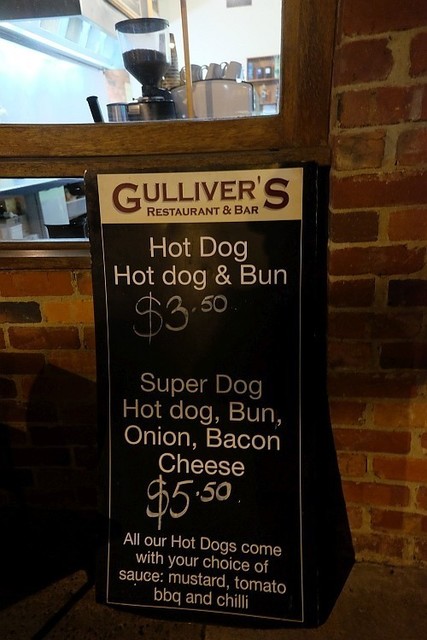 GULLIVER'S
RESTAURANT & BAR
Hot Dog
Hot dog & Bun
$3.50
Super Dog
Hot dog, Bun,
Onion, Bacon
Cheese
$5.50
All our Hot Dogs come
with your choice of
sauce: mustard, tomato
bbq and chilli